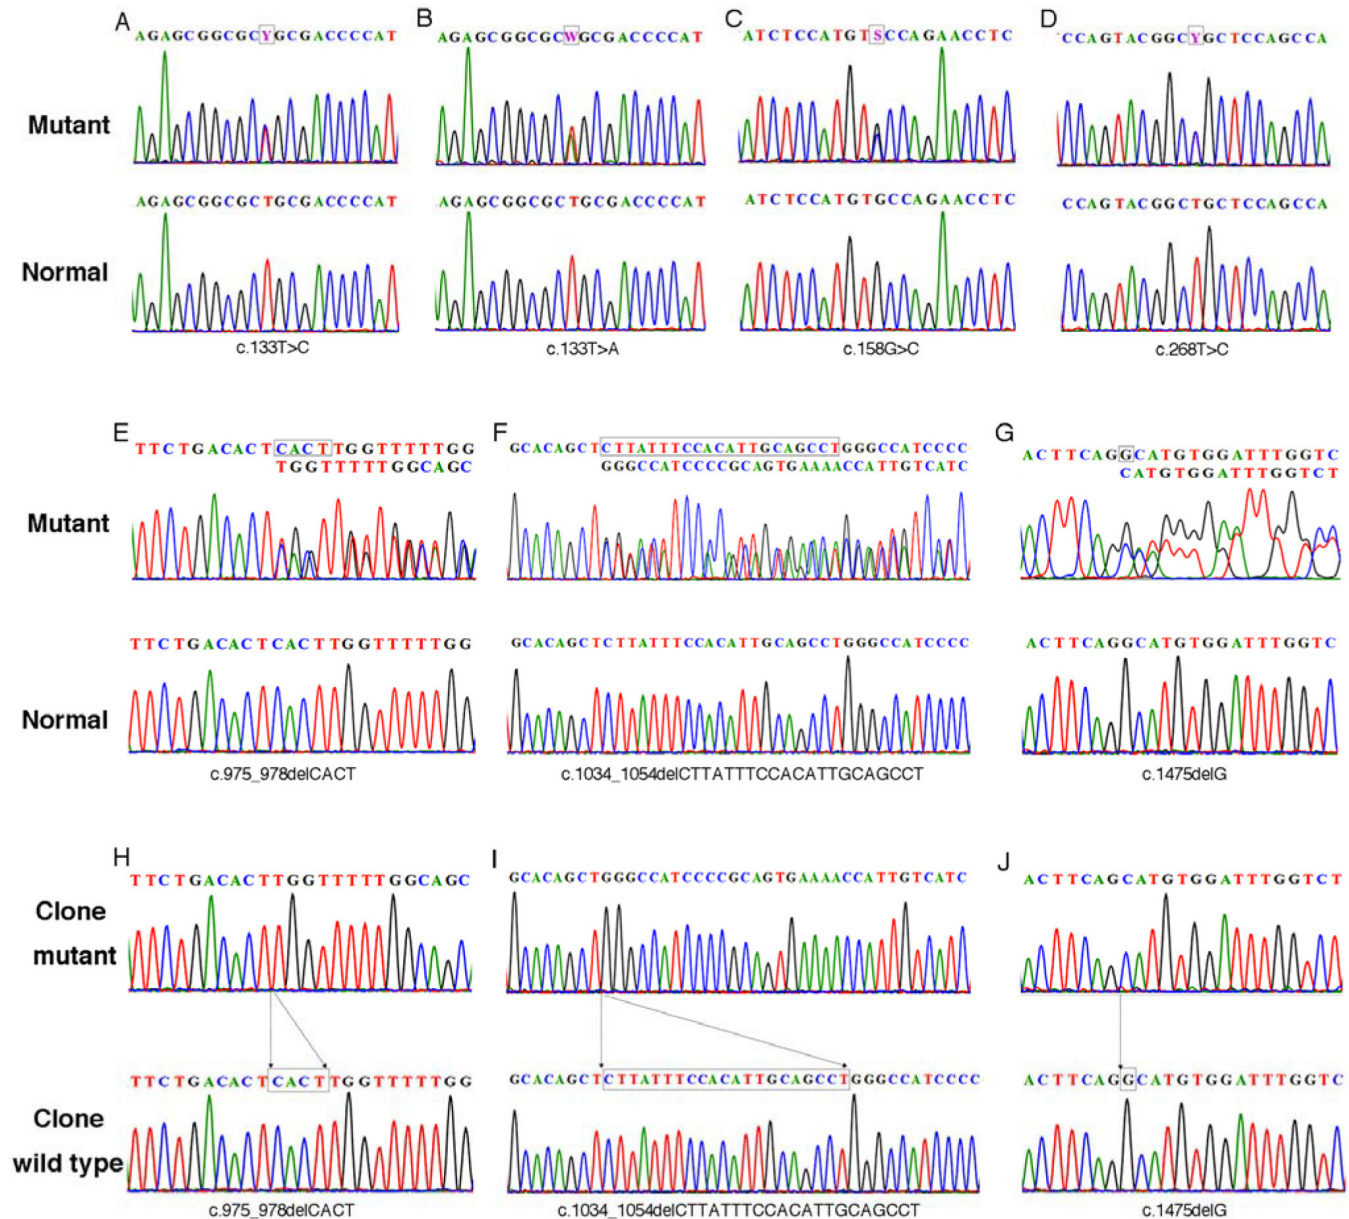 A
AGAGCGGCGCYGCGACCCCAT
B
AGAGCGGCGCWGCGACCCCAT
C
ATCTCCATGTSCCAGAACCTC
D
CCAGTACGGCYGCTCCAGCCA
Mutant
AGAGCGGCGCTGCGACCCCAT
AGAGCGGCGCTGCGACCCCAT
ATCTCCATGTGCCAGAACCTC
CCAGTACGGCTGCTCCAGCCA
Normal
c.133T>C
c.133T>A
c.158G>C
c.268T>C
E
TTCTGACACTCACTTGGTTTTTGG
TGGTTTTTGGCAGC
F
GCACAGCTCTTATTTCCACATTGCAGCCTGGGCCATCCCC
GGGCCATCCCCGCAGTGAAAACCATTGTCATC
G
ACTTCAGGCATGTGGATTTGGTC
CATGTGGATTTGGTCT
Mutant
TTCTGACACTCACTTGGTTTTTGG
GCACAGCTCTTATTTCCACATTGCAGCCTGGGCCATCCCC
ACTTCAGGCATGTGGATTTGGTC
Normal
c.975_978delCACT
c.1034_1054delCTTATTTCCACATTGCAGCCT
c.1475delG
H
TTCTGACACTTGGTTTTTGGCAGC
I
GCACAGCTGGGCCATCCCCGCAGTGAAAACCATTGTCATC
J
ACTTCAGCATGTGGATTTGGTCT
Clone
mutant
TTCTGACACTCACTTGGTTTTTGG
GCACAGCTCTTATTTCCACATTGCAGCCTGGGCCATCCCC
ACTTCAGGCATGTGGATTTGGTC
Clone
wild type
c.975_978delCACT
c.1034_1054delCTTATTTCCACATTGCAGCCT
c.1475delG